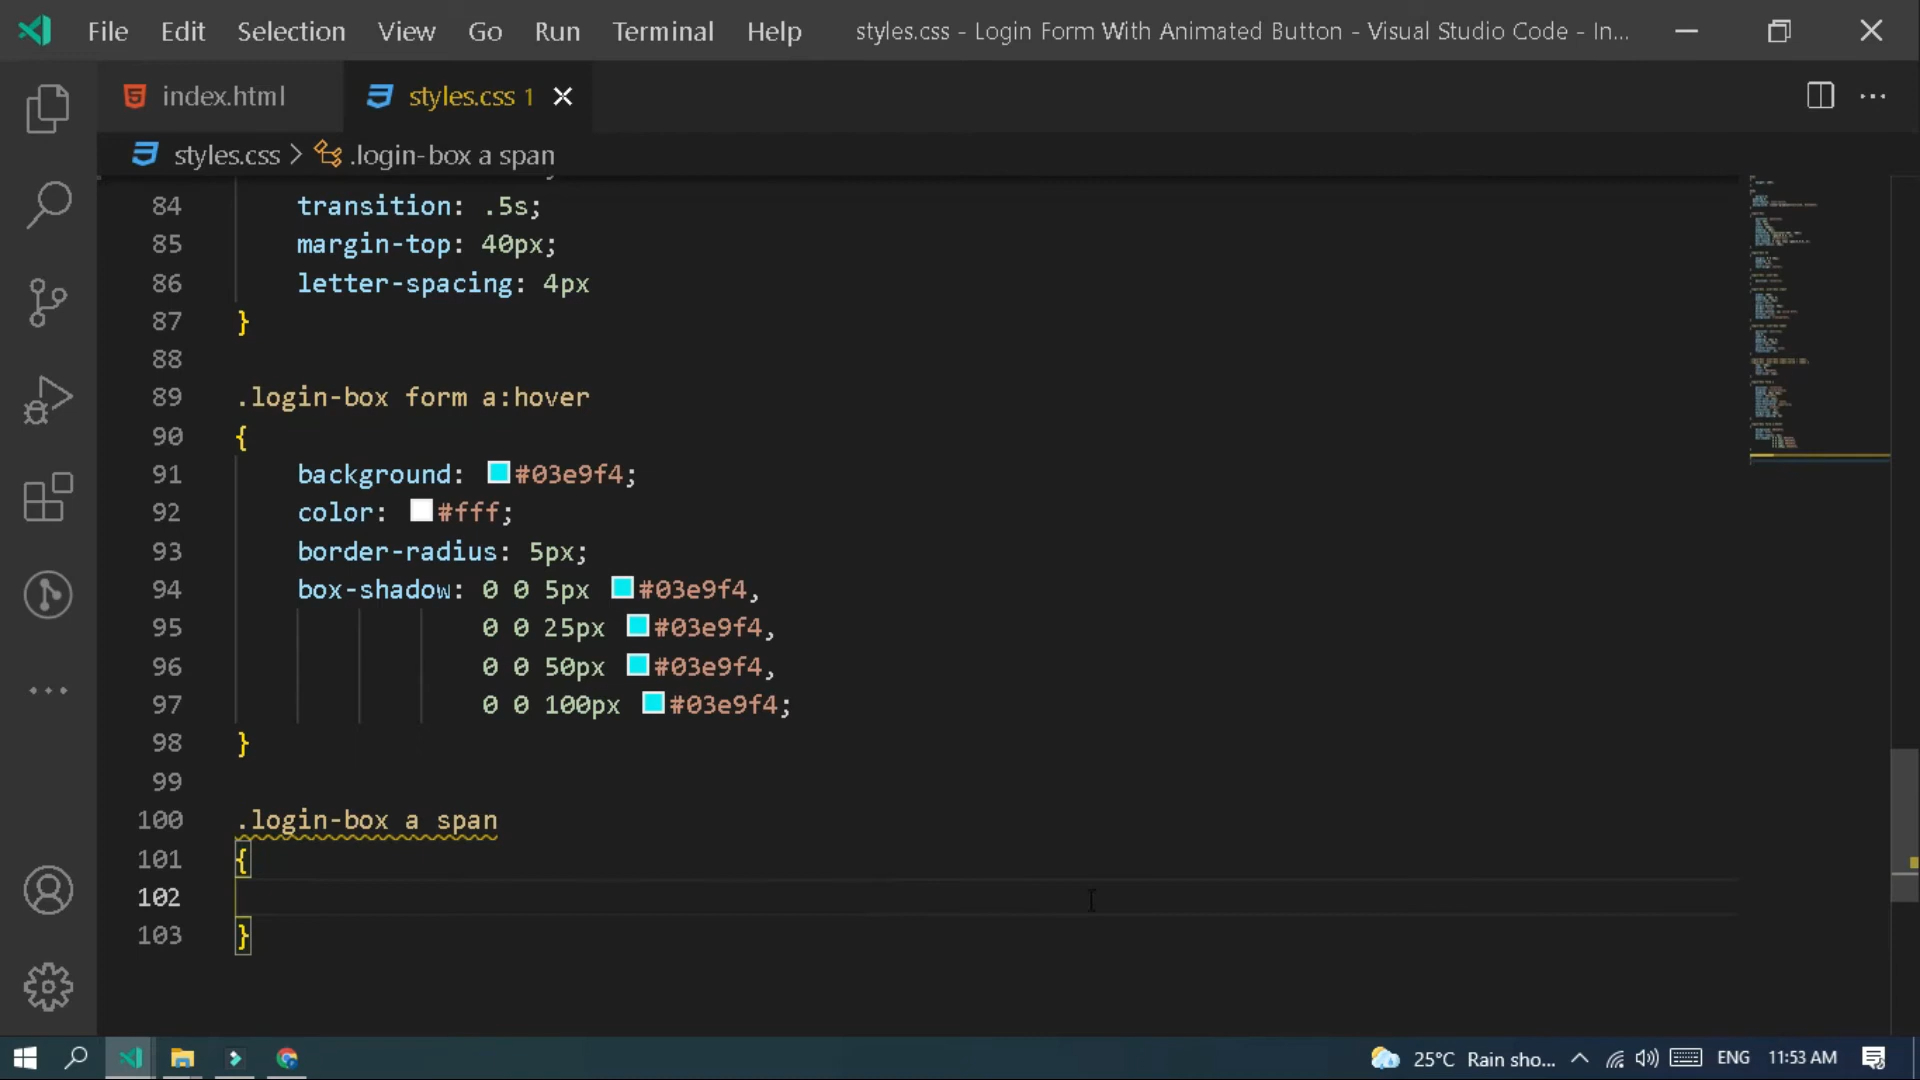 File Edit Selection View Go Run Terminal Help styles.css - Login Form With Animated Button - Visual Studio Code - In...
index.html styles.css 1
styles.css > .login-box a span
84 transition: .5s;
85 margin-top: 40px;
86 letter-spacing: 4px
87 }
88
89 .login-box form a:hover
90 {
91 background: #03e9f4;
92 color: #fff;
93 border-radius: 5px;
94 box-shadow: 0 0 5px #03e9f4,
95 0 0 25px #03e9f4,
96 0 0 50px #03e9f4,
97 0 0 100px #03e9f4;
98 }
99
100 .login-box a span
101 {
102
103 }
25°C Rain sho... ENG 11:53 AM